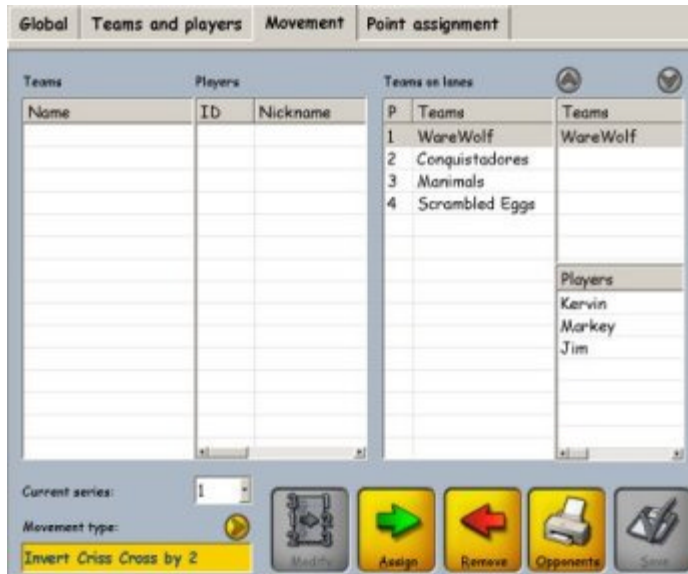 Global Teams and players Movement Point assignment
Teams Players Teams on lanes
Name ID Nickname P Teams Teams
1 WareWolf WareWolf
2 Conquistadores
3 Manimals
4 Scrambled Eggs
Players
Kervin
Markey
Jim
Current series: 1
Movement type:
Invert Criss Cross by 2
Modify Assign Remove Opponents Save